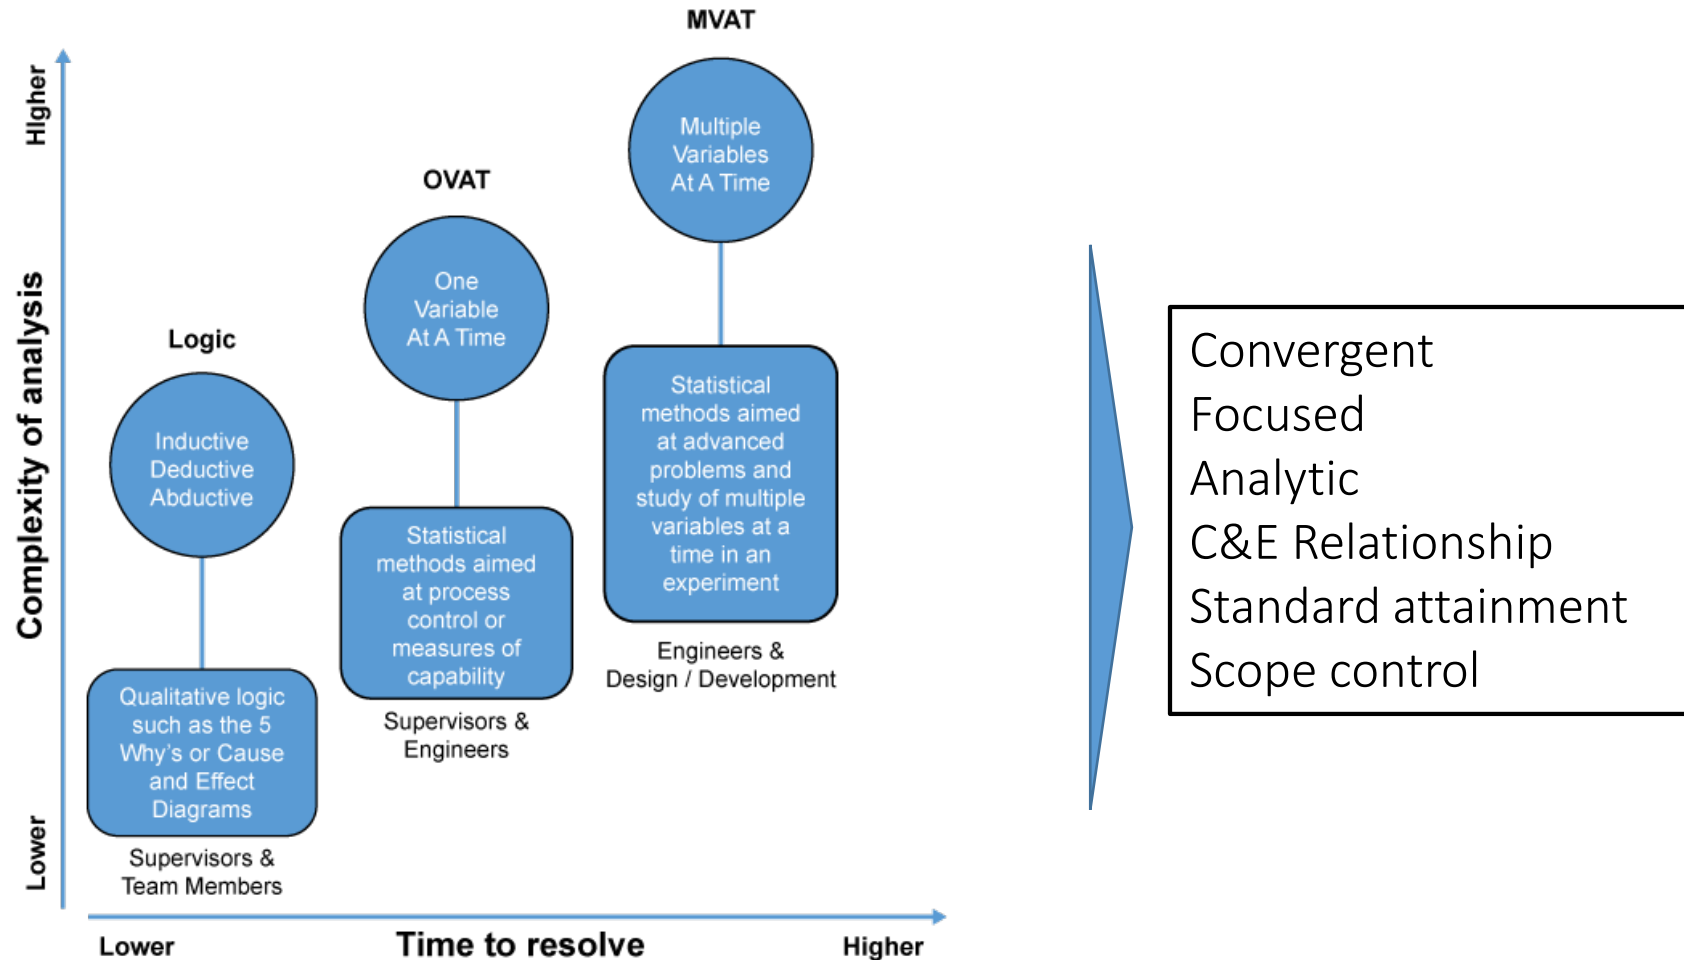 MVAT
Multiple
Variables
At A Time
Statistical
methods aimed
at advanced
problems and
study of multiple
variables at a
time in an
experiment
Engineers &
Design / Development
OVAT
One
Variable
At A Time
Statistical
methods aimed
at process
control or
measures of
capability
Supervisors &
Engineers
Logic
Inductive
Deductive
Abductive
Qualitative logic
such as the 5
Why's or Cause
and Effect
Diagrams
Supervisors &
Team Members
HIgher
Complexity of analysis
Lower
Lower
Time to resolve
Higher
Convergent
Focused
Analytic
C&E Relationship
Standard attainment
Scope control